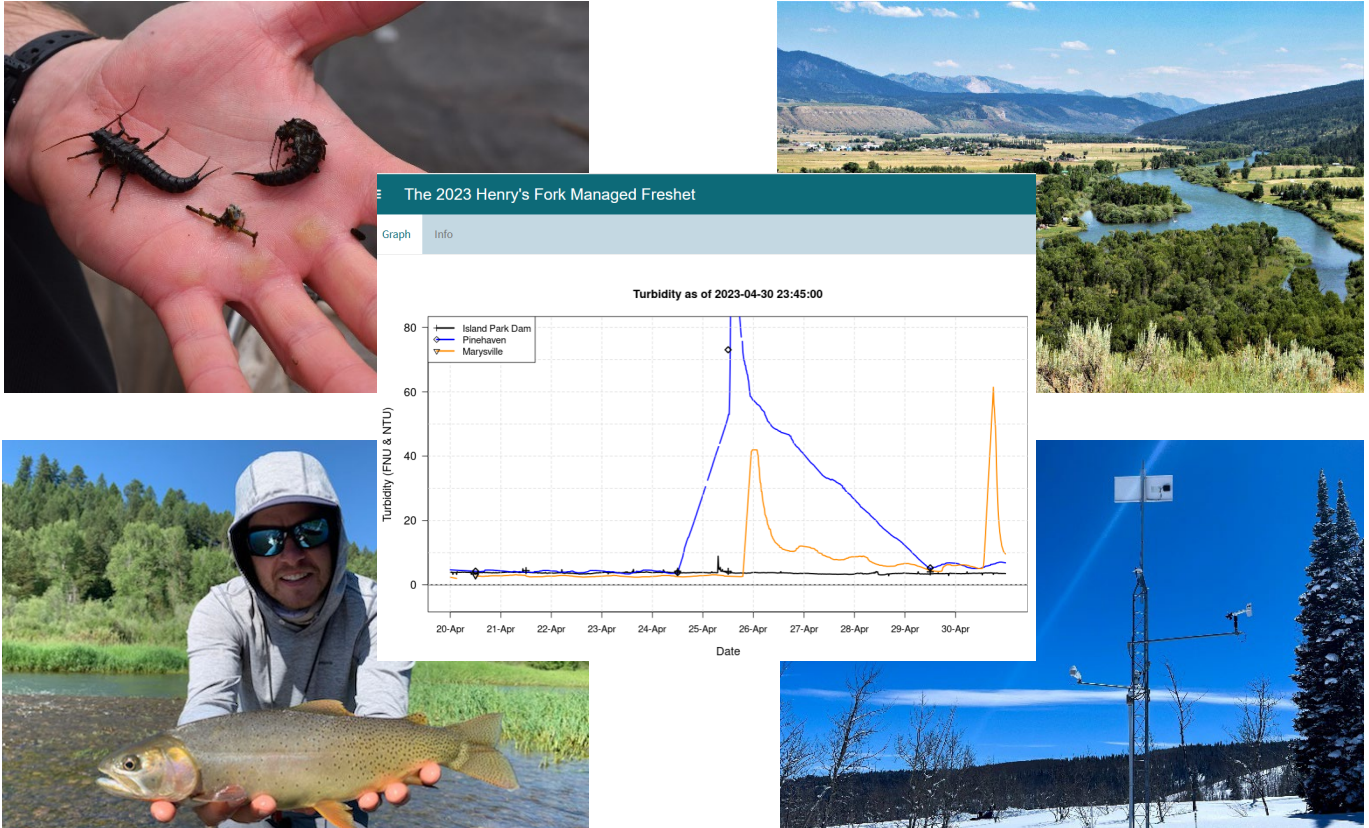 The 2023 Henry's Fork Managed Freshet
Graph Info
Turbidity as of 2023-04-30 23:45:00
Island Park Dam
Pinehaven
Marysville
Turbidity (FNU & NTU)
80
60
40
20
0
20-Apr 21-Apr 22-Apr 23-Apr 24-Apr 25-Apr 26-Apr 27-Apr 28-Apr 29-Apr 30-Apr
Date